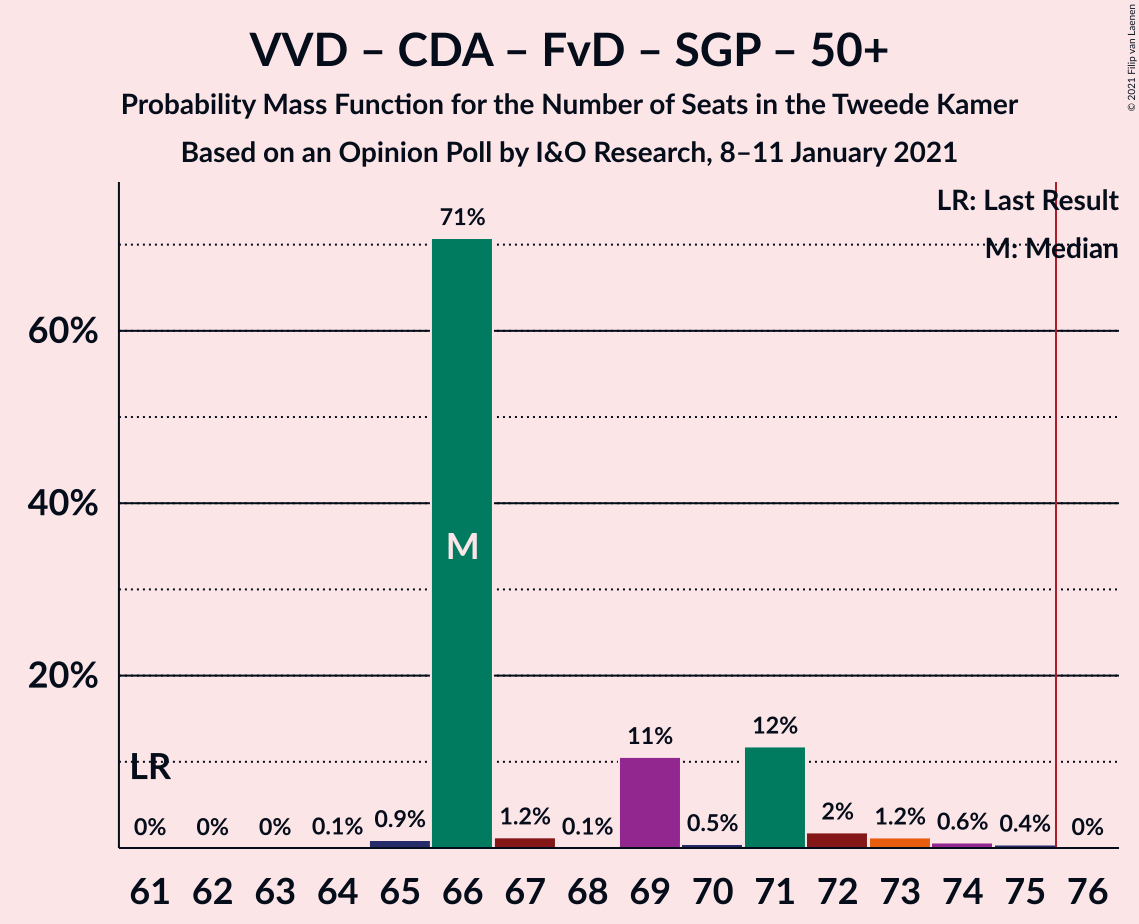 VVD – CDA – FvD – SGP – 50+
Probability Mass Function for the Number of Seats in the Tweede Kamer
Based on an Opinion Poll by I&O Research, 8–11 January 2021
© 2021 Filip van Laenen
LR: Last Result
M: Median
71%
60%
40%
M
20%
12%
11%
LR
0% 0% 0% 0.1% 0.9% 1.2% 0.1% 0.5% 2% 1.2% 0.6% 0.4% 0%
61 62 63 64 65 66 67 68 69 70 71 72 73 74 75 76